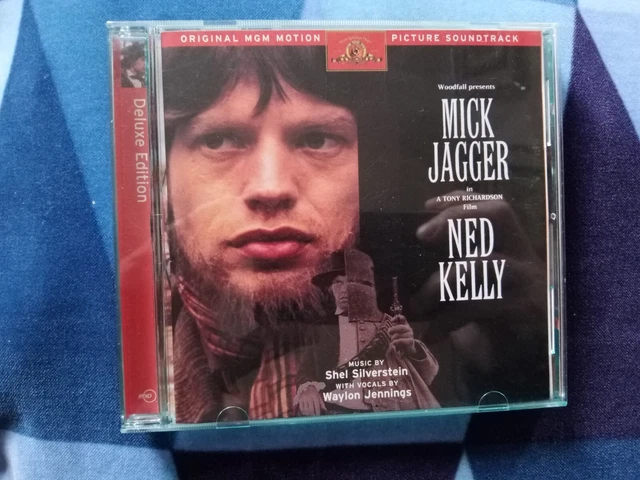 ORIGINAL MGM MOTION PICTURE SOUNDTRACK
Deluxe Edition
Woodfall presents
MICK
JAGGER
in
A TONY RICHARDSON
Film
NED
KELLY
MUSIC BY
Shel Silverstein
WITH VOCALS BY
Waylon Jennings